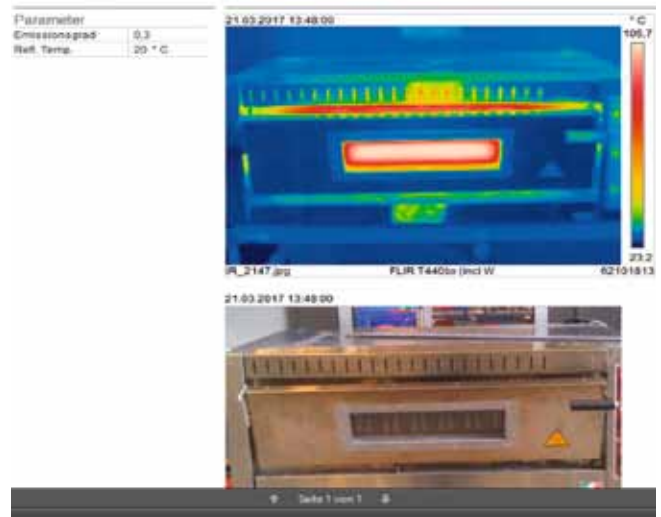 Parameter
Emissionsgrad 0,3
Refl. Temp. 20 ° C
21.03.2017 13:48:00 ° C
105,7
23,2
IR_2147.jpg FLIR T440bx (incl W 62101813
21.03.2017 13:48:00
Seite 1 von 1